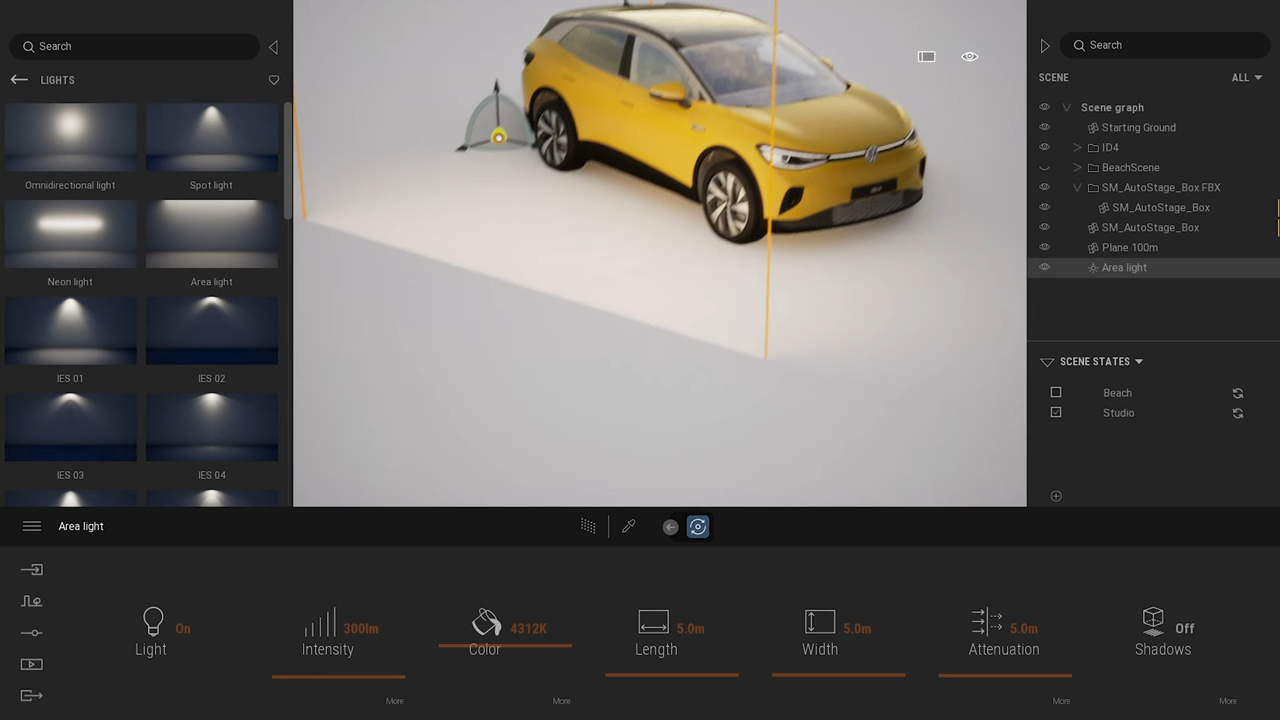 Search
LIGHTS
Omnidirectional light
Spot light
Neon light
Area light
IES 01
IES 02
IES 03
IES 04
Search
SCENE
ALL
Scene graph
Starting Ground
ID4
BeachScene
SM_AutoStage_Box.FBX
SM_AutoStage_Box
SM_AutoStage_Box
Plane 100m
Area light
SCENE STATES
Beach
Studio
Area light
On
Light
300lm
Intensity
More
4312K
Color
More
5.0m
Length
5.0m
Width
5.0m
Attenuation
More
Off
Shadows
More